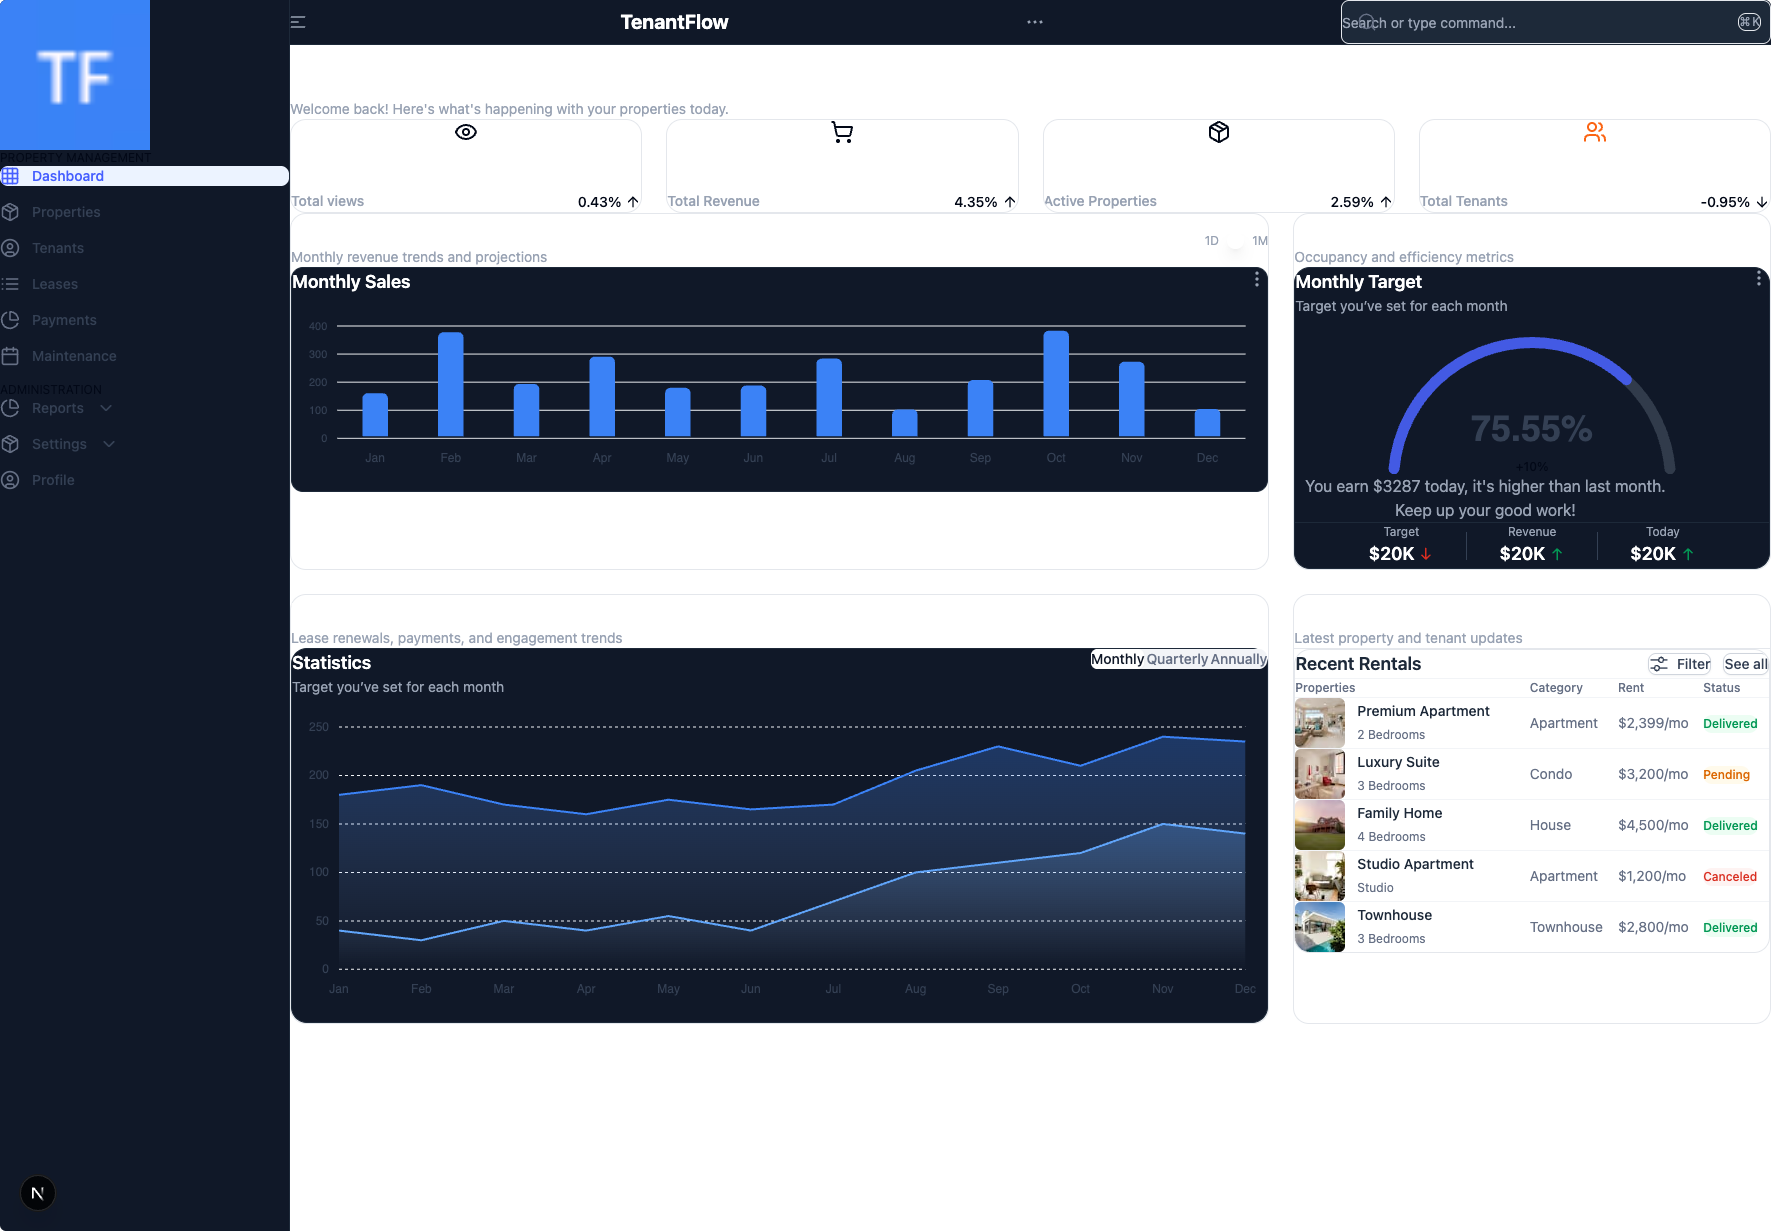 TF
PROPERTY MANAGEMENT
Dashboard
Properties
Tenants
Leases
Payments
Maintenance
ADMINISTRATION
Reports
Settings
Profile
N
TenantFlow
Search or type command...
⌘K
Welcome back! Here's what's happening with your properties today.
Total views 0.43%
Total Revenue 4.35%
Active Properties 2.59%
Total Tenants -0.95%
1D 1M
Monthly revenue trends and projections
Monthly Sales
400
300
200
100
0
Jan Feb Mar Apr May Jun Jul Aug Sep Oct Nov Dec
Occupancy and efficiency metrics
Monthly Target
Target you’ve set for each month
75.55%
+10%
You earn $3287 today, it's higher than last month.
Keep up your good work!
Target Revenue Today
$20K $20K $20K
Lease renewals, payments, and engagement trends
Statistics
Monthly Quarterly Annually
Target you’ve set for each month
250
200
150
100
50
0
Jan Feb Mar Apr May Jun Jul Aug Sep Oct Nov Dec
Latest property and tenant updates
Recent Rentals Filter See all
Properties Category Rent Status
Premium Apartment
2 Bedrooms
Apartment $2,399/mo Delivered
Luxury Suite
3 Bedrooms
Condo $3,200/mo Pending
Family Home
4 Bedrooms
House $4,500/mo Delivered
Studio Apartment
Studio
Apartment $1,200/mo Canceled
Townhouse
3 Bedrooms
Townhouse $2,800/mo Delivered